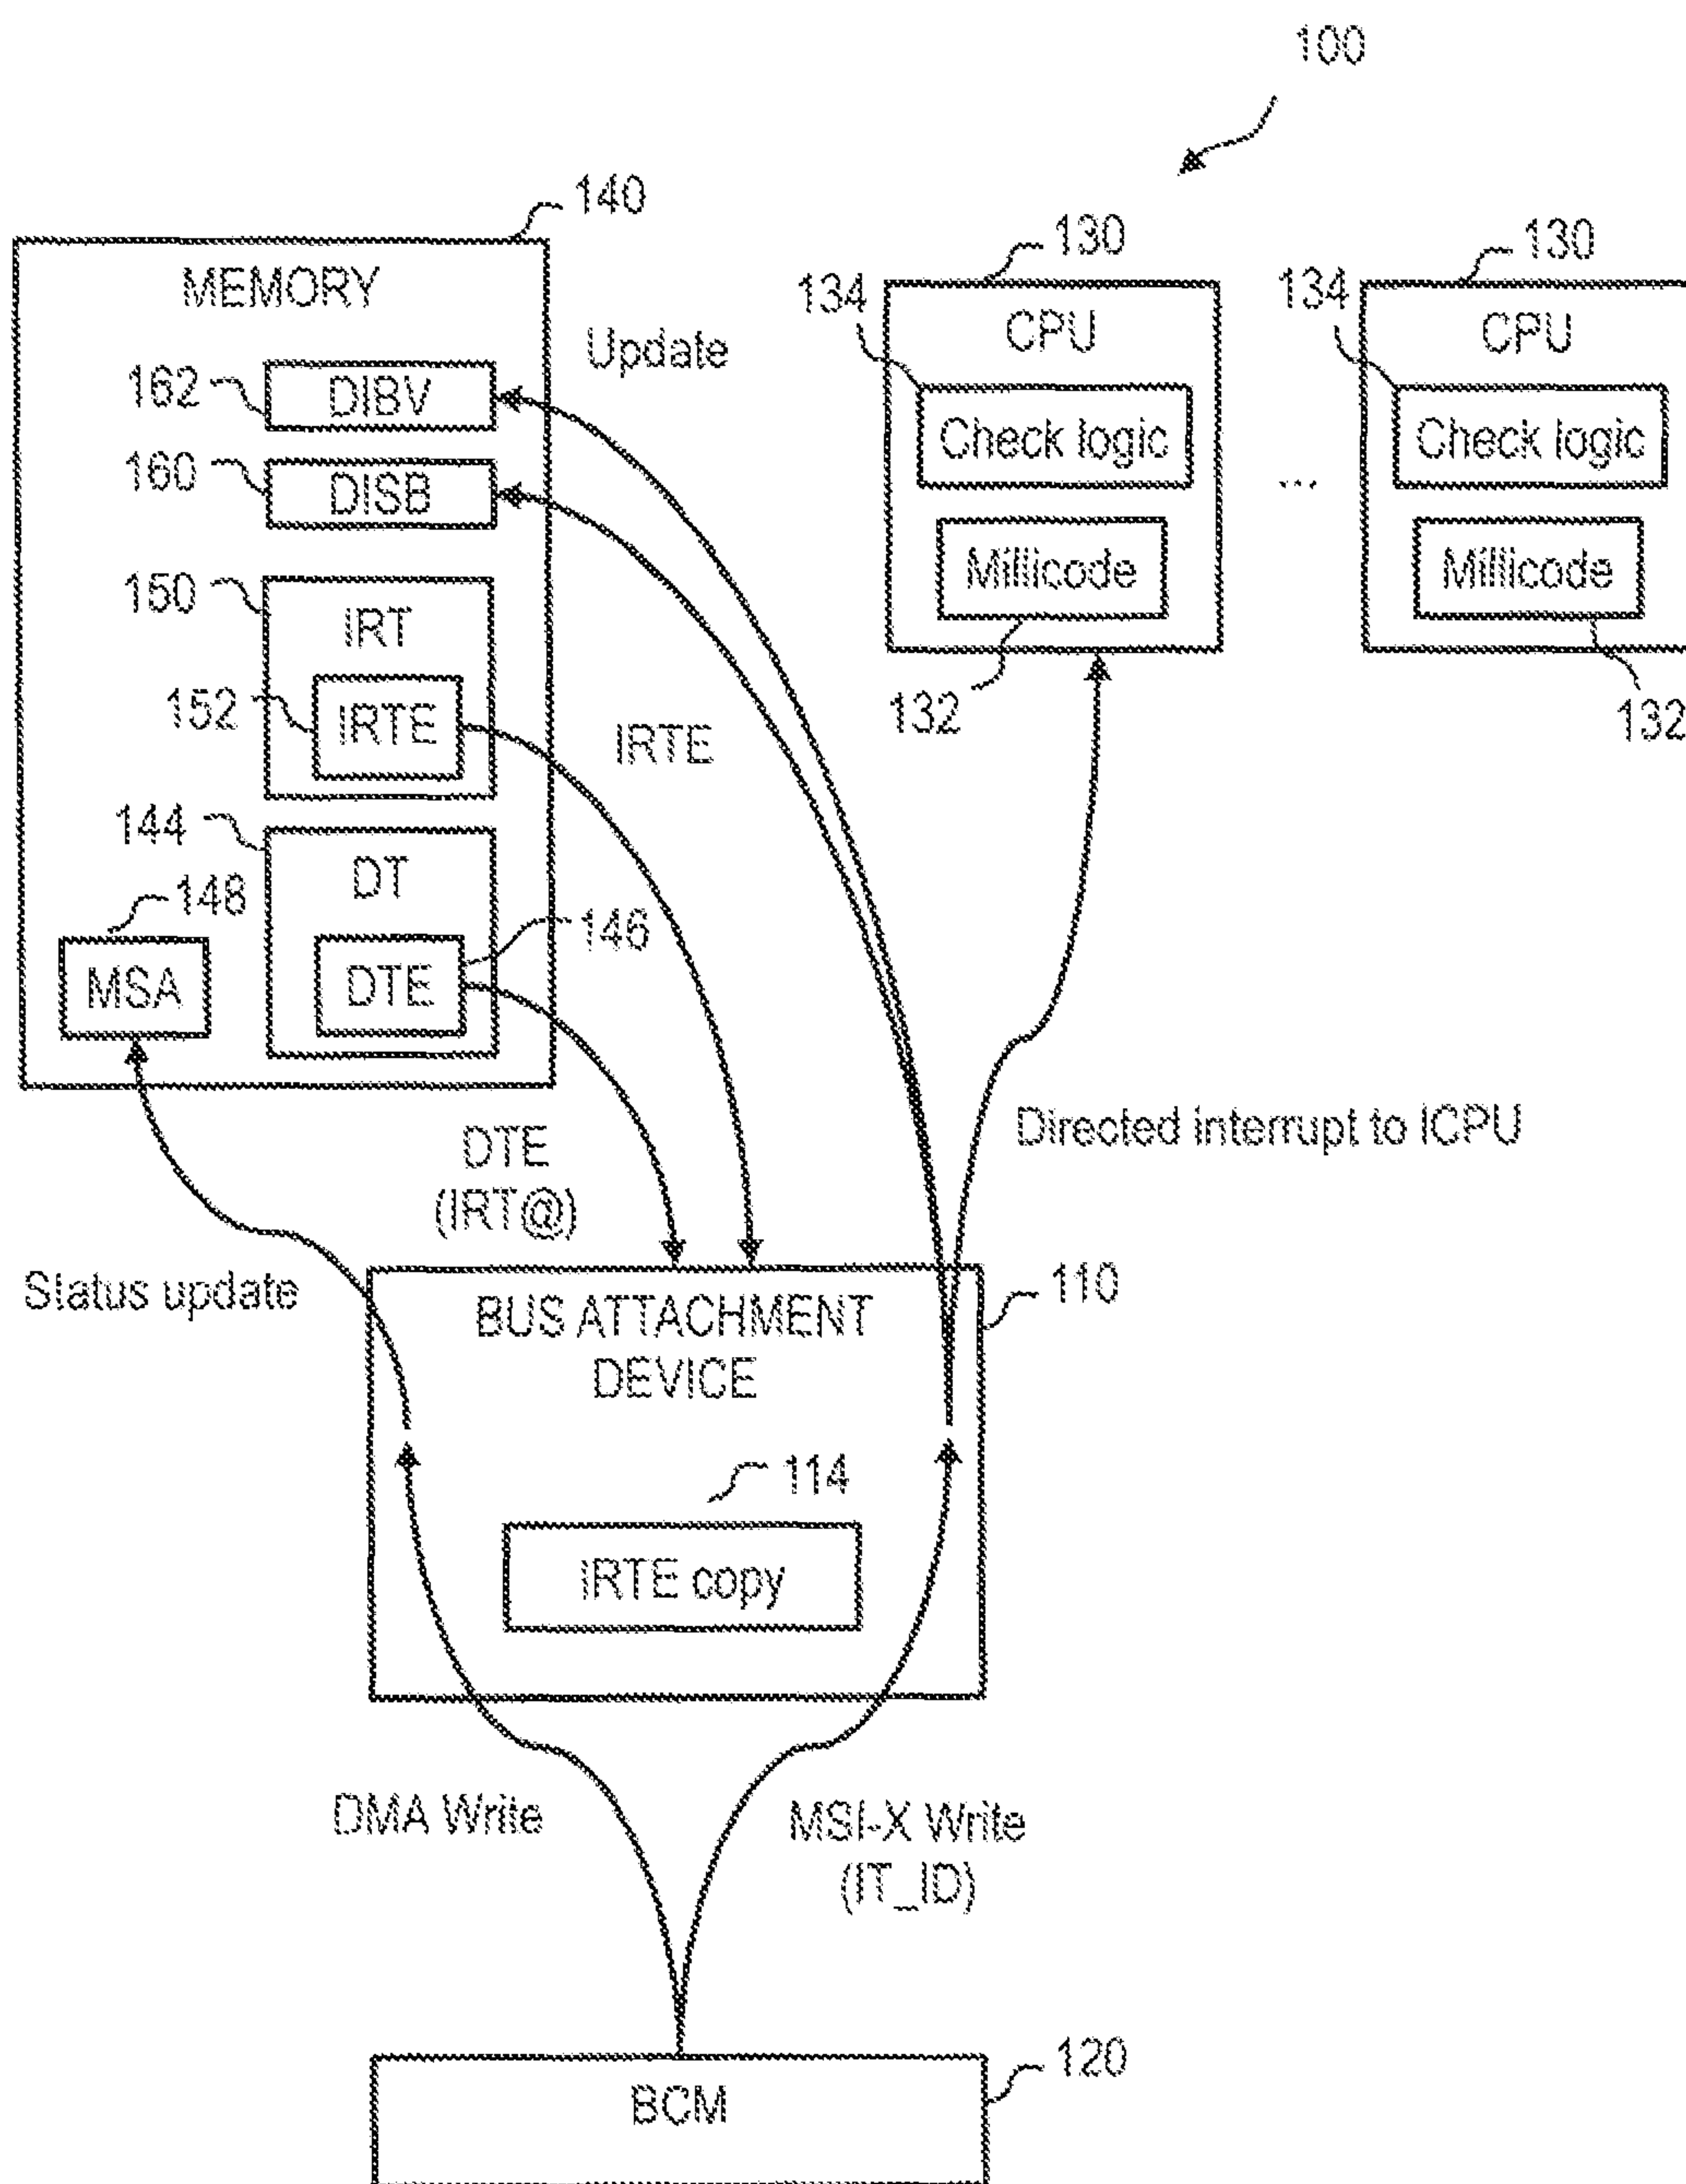 100
140
130
130
MEMORY
134
134
CPU
CPU
Update
162
DIBV
Check logic
Check logic
160
DISB
...
Millicode
Millicode
150
IRT
132
132
152
IRTE
IRTE
144
DT
148
146
MSA
DTE
Directed interrupt to ICPU
DTE
(IRT@)
Status update
110
BUS ATTACHMENT
DEVICE
114
IRTE copy
DMA Write
MSI-X Write
(IT_ID)
120
BCM